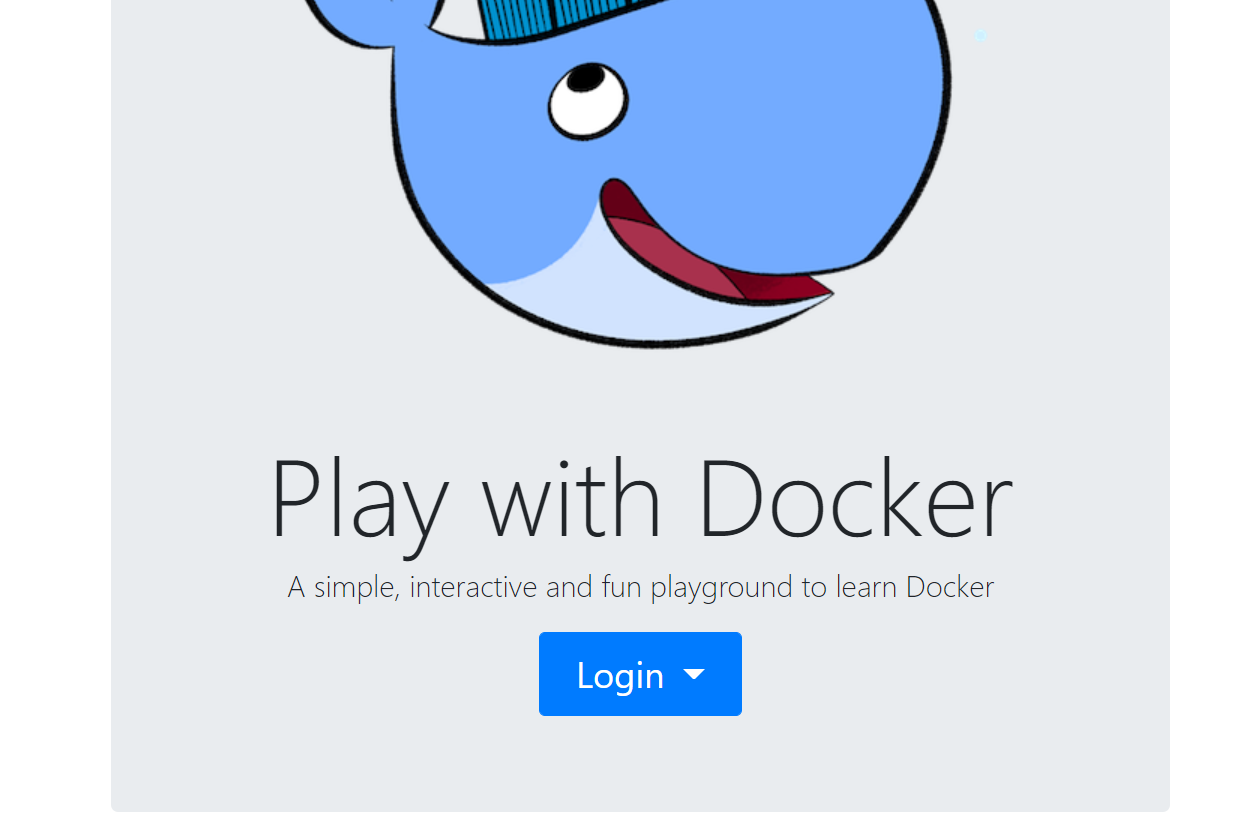 Play with Docker
A simple, interactive and fun playground to learn Docker
Login